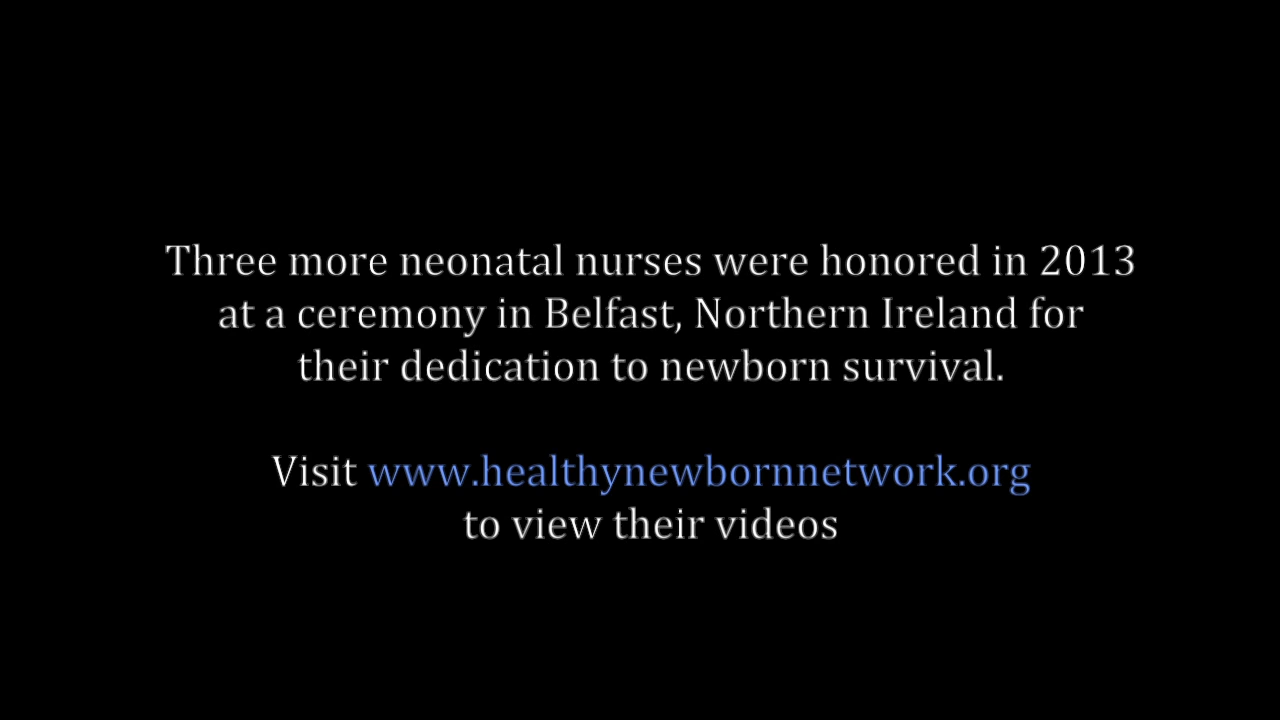 Three more neonatal nurses were honored in 2013
at a ceremony in Belfast, Northern Ireland for
their dedication to newborn survival.
Visit www.healthynewbornnetwork.org
to view their videos